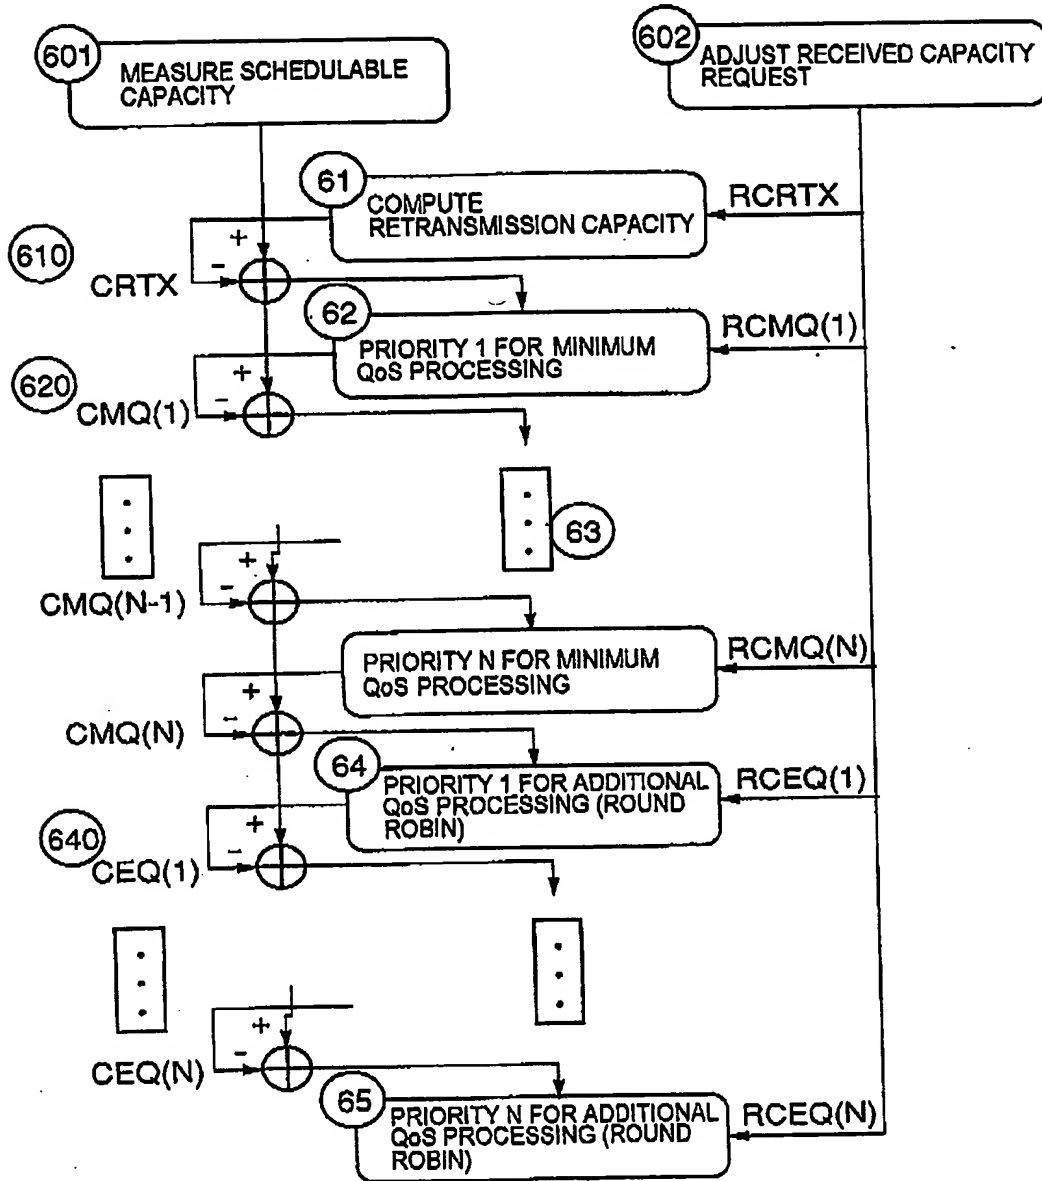 601
MEASURE SCHEDULABLE
CAPACITY
602
ADJUST RECEIVED CAPACITY
REQUEST
61
COMPUTE
RETRANSMISSION CAPACITY
RCRTX
610
+
-
CRTX
62
PRIORITY 1 FOR MINIMUM
QoS PROCESSING
RCMQ(1)
620
+
-
CMQ(1)
63
+
-
CMQ(N-1)
PRIORITY N FOR MINIMUM
QoS PROCESSING
RCMQ(N)
+
-
CMQ(N)
64
PRIORITY 1 FOR ADDITIONAL
QoS PROCESSING (ROUND
ROBIN)
RCEQ(1)
640
+
-
CEQ(1)
+
-
CEQ(N)
65
PRIORITY N FOR ADDITIONAL
QoS PROCESSING (ROUND
ROBIN)
RCEQ(N)